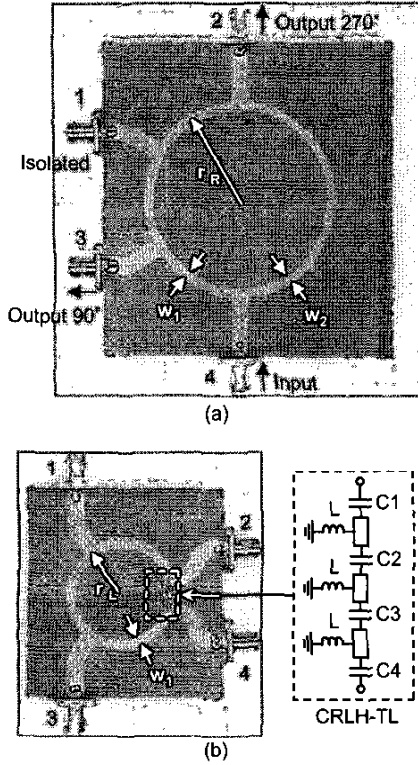 2
Output 270°
1
Isolated
r_R
3
Output 90°
w_1
w_2
4
Input
(a)
1
2
r
w_1
3
4
(b)
C1
L
C2
L
C3
L
C4
CRLH-TL